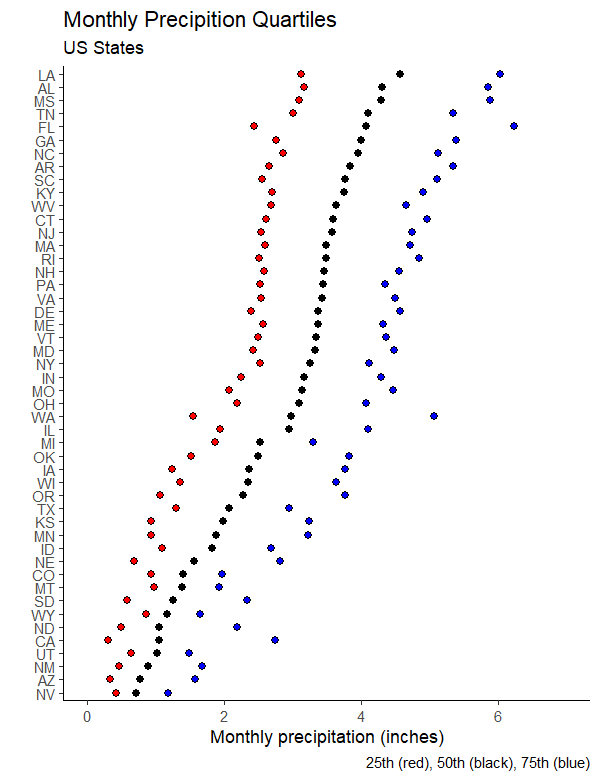 Monthly Precipition Quartiles
US States
LA
AL
MS
TN
FL
GA
NC
AR
SC
KY
WV
CT
NJ
MA
RI
NH
PA
VA
DE
ME
VT
MD
NY
IN
MO
OH
WA
IL
MI
OK
IA
WI
OR
TX
KS
MN
ID
NE
CO
MT
SD
WY
ND
CA
UT
NM
AZ
NV
0 2 4 6
Monthly precipitation (inches)
25th (red), 50th (black), 75th (blue)